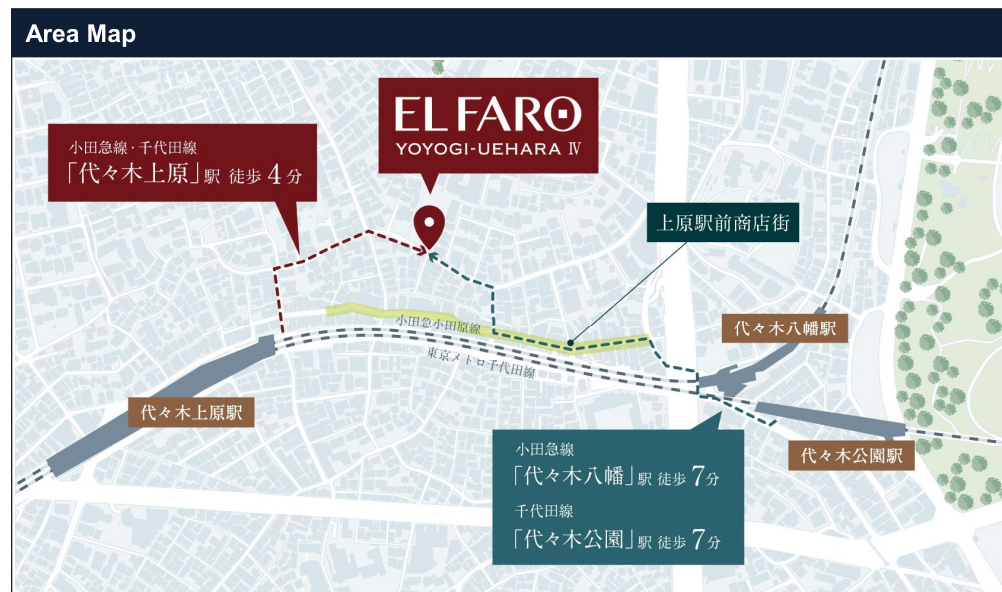 Area Map
EL FARO
YOYOGI-UEHARA Ⅳ
小田急線・千代田線
「代々木上原」駅 徒歩 4 分
上原駅前商店街
小田急小田原線
東京メトロ千代田線
代々木八幡駅
代々木上原駅
代々木公園駅
小田急線
「代々木八幡」駅 徒歩 7分
千代田線
「代々木公園」駅 徒歩 7分